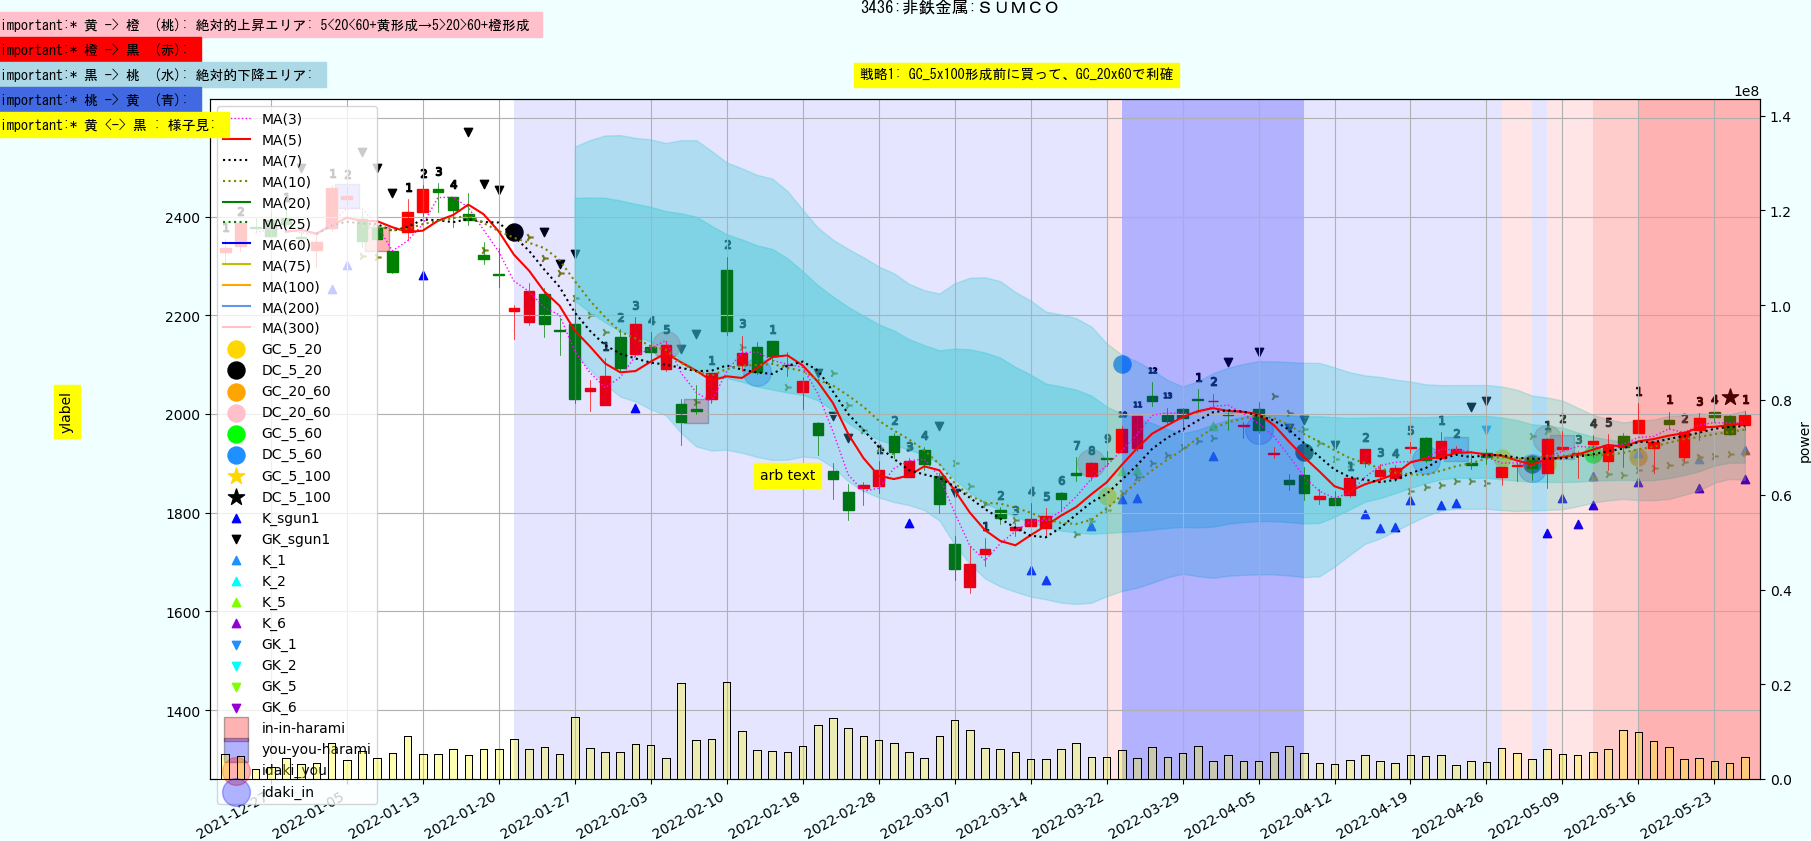 3436:非鉄金属:ＳＵＭＣＯ
important:* 黄 -> 橙 (桃): 絶対的上昇エリア: 5<20<60+黄形成→5>20>60+橙形成
important:* 橙 -> 黒 (赤):
important:* 黒 -> 桃 (水): 絶対的下降エリア:
戦略1: GC_5x100形成前に買って、GC_20x60で利確
important:* 桃 -> 黄 (青):
important:* 黄 <-> 黒 : 様子見:
1e8
MA(3)
MA(5)
MA(7)
MA(10)
MA(20)
MA(25)
MA(60)
MA(75)
MA(100)
MA(200)
MA(300)
GC_5_20
DC_5_20
GC_20_60
DC_20_60
GC_5_60
DC_5_60
GC_5_100
DC_5_100
K_sgun1
GK_sgun1
K_1
K_2
K_5
K_6
GK_1
GK_2
GK_5
GK_6
in-in-harami
you-you-harami
idaki_you
idaki_in
ylabel
2400
2200
2000
1800
1600
1400
arb text
1.4
1.2
1.0
0.8
0.6
0.4
0.2
0.0
power
2021-12-27
2022-01-05
2022-01-13
2022-01-20
2022-01-27
2022-02-03
2022-02-10
2022-02-18
2022-02-28
2022-03-07
2022-03-14
2022-03-22
2022-03-29
2022-04-05
2022-04-12
2022-04-19
2022-04-26
2022-05-09
2022-05-16
2022-05-23